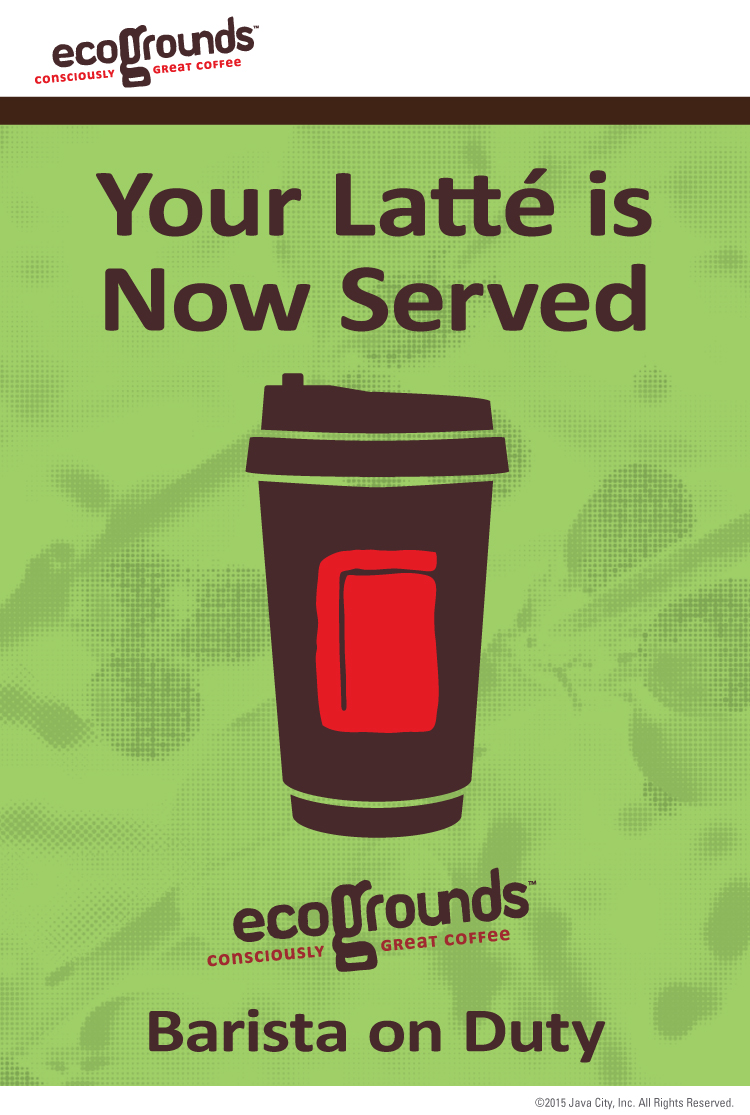 ecogrounds™
CONSCIOUSLY GReat COFFee
Your Latté is
Now Served
ecogrounds™
CONSCIOUSLY GReat COFFee
Barista on Duty
©2015 Java City, Inc. All Rights Reserved.